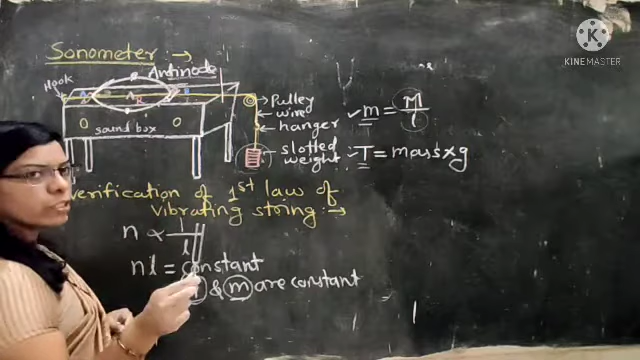 Sonometer →
Antinode
Hook
A R B
Pulley
wire
hanger
slotted
weight
O sound box O
✓ m = M/l
✓ T = mass × g
verification of 1st law of
vibrating string :→
n ∝ 1/l
nl = constant
& m are constant
KINEMASTER